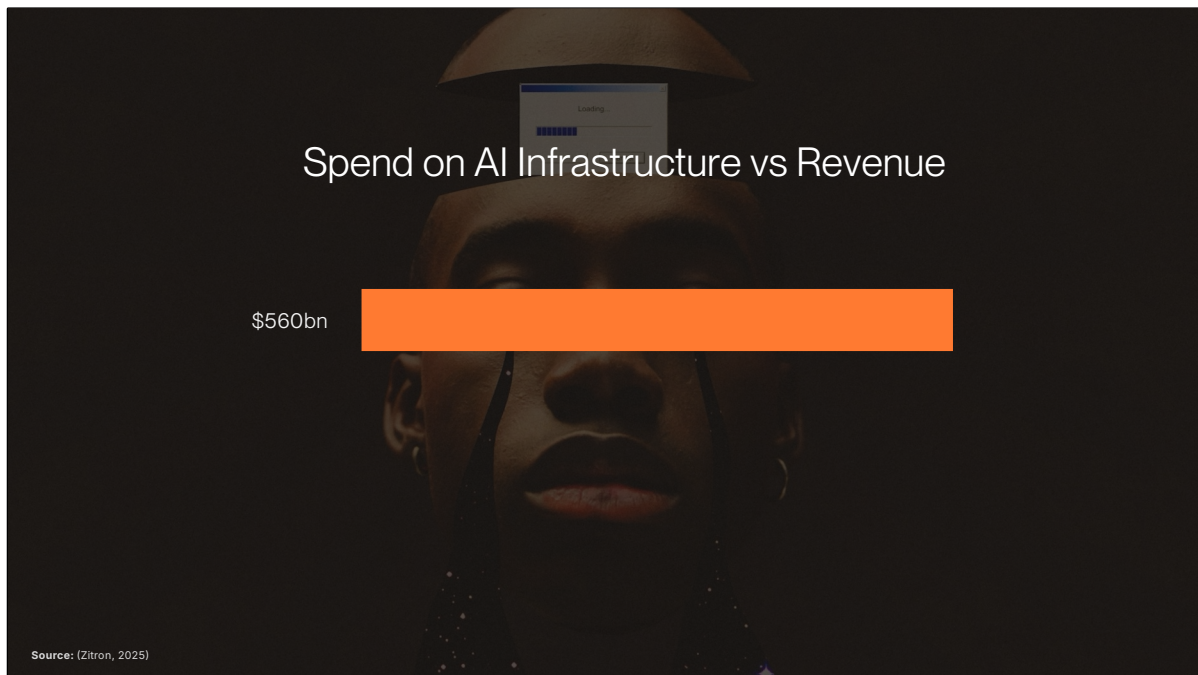 Loading...
Spend on AI Infrastructure vs Revenue
$560bn
Source: (Zitron, 2025)